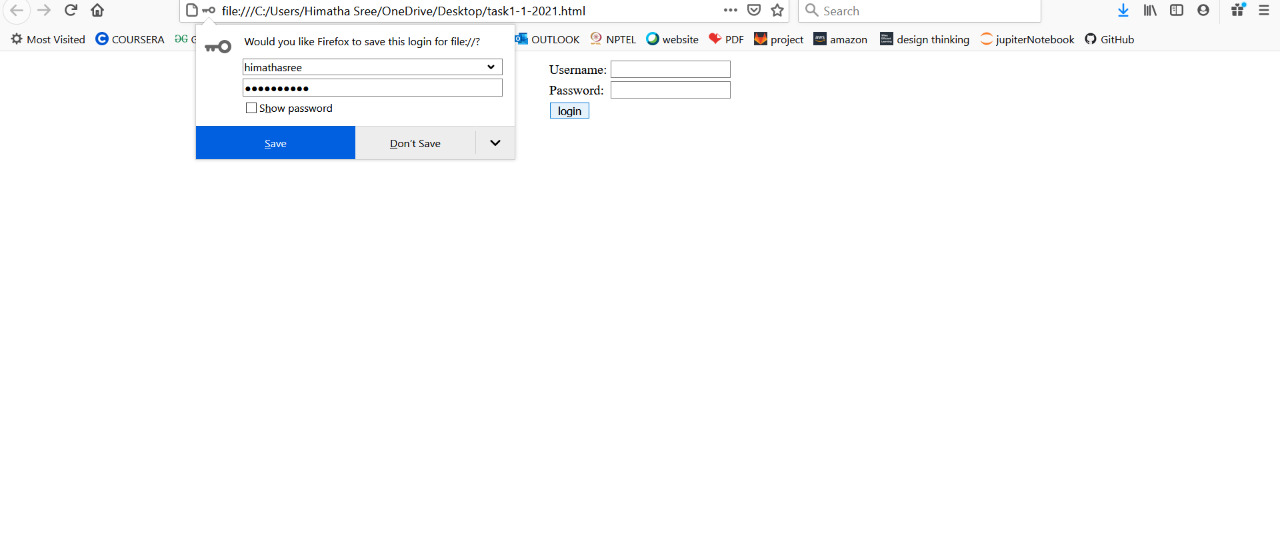 file:///C:/Users/Himatha Sree/OneDrive/Desktop/task1-1-2021.html
Search
Most Visited COURSERA OUTLOOK NPTEL website PDF project amazon design thinking jupiterNotebook GitHub
Would you like Firefox to save this login for file://?
himathasree
Show password
Save Don't Save
Username:
Password:
login